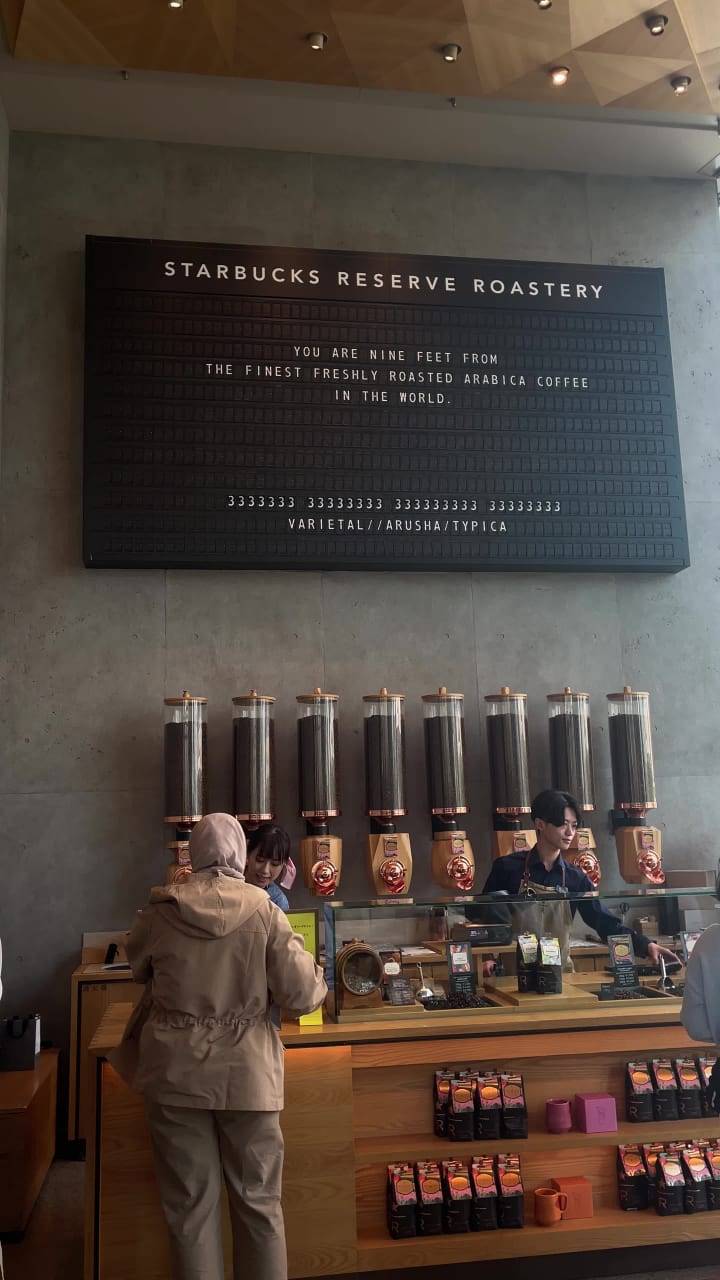 STARBUCKS RESERVE ROASTERY
YOU ARE NINE FEET FROM
THE FINEST FRESHLY ROASTED ARABICA COFFEE
IN THE WORLD.
3333333 33333333 333333333 33333333
VARIETAL//ARUSHA/TYPICA